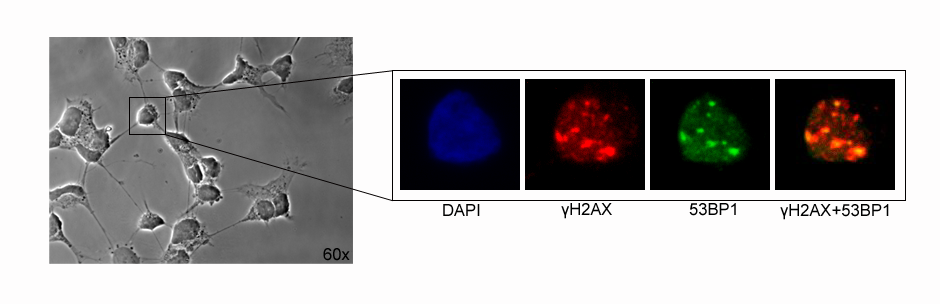 60x
DAPI
γH2AX
53BP1
γH2AX+53BP1